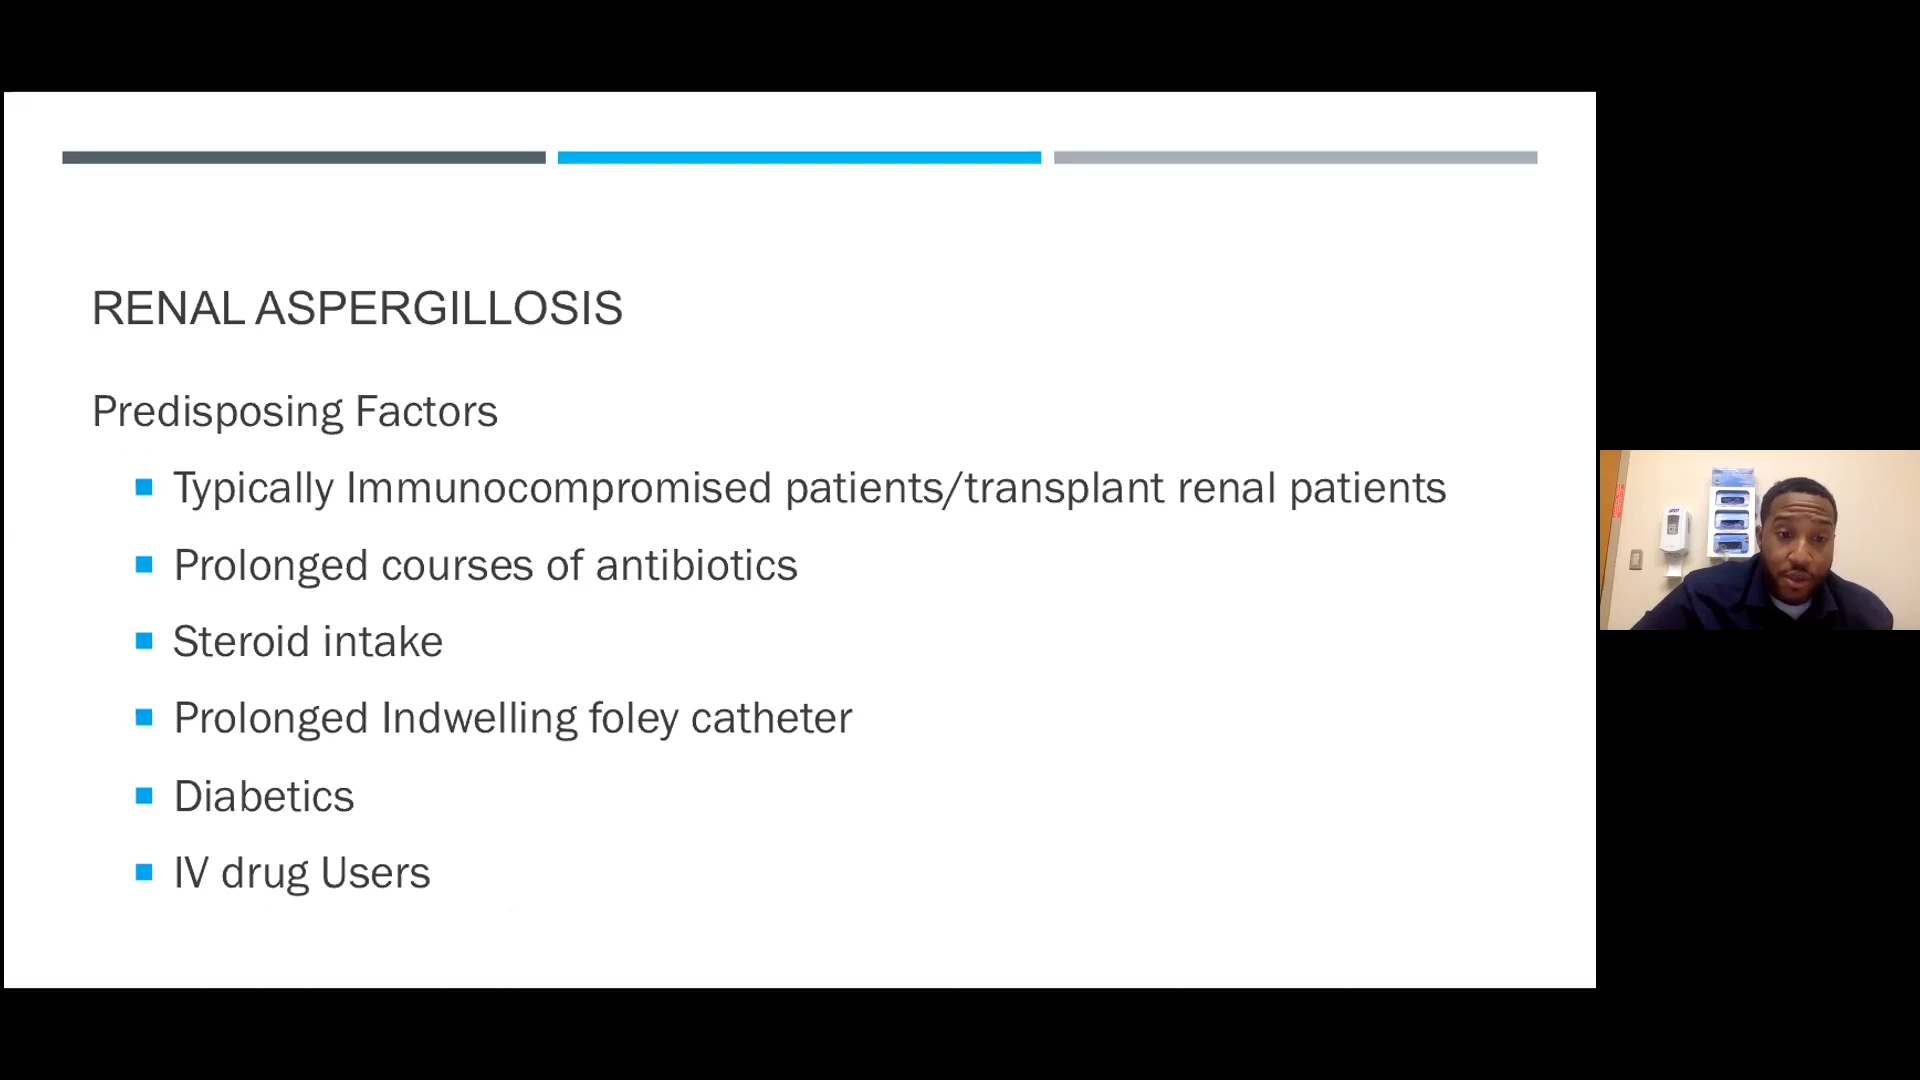 RENAL ASPERGILLOSIS
Predisposing Factors
Typically Immunocompromised patients/transplant renal patients
Prolonged courses of antibiotics
Steroid intake
Prolonged Indwelling foley catheter
Diabetics
IV drug Users